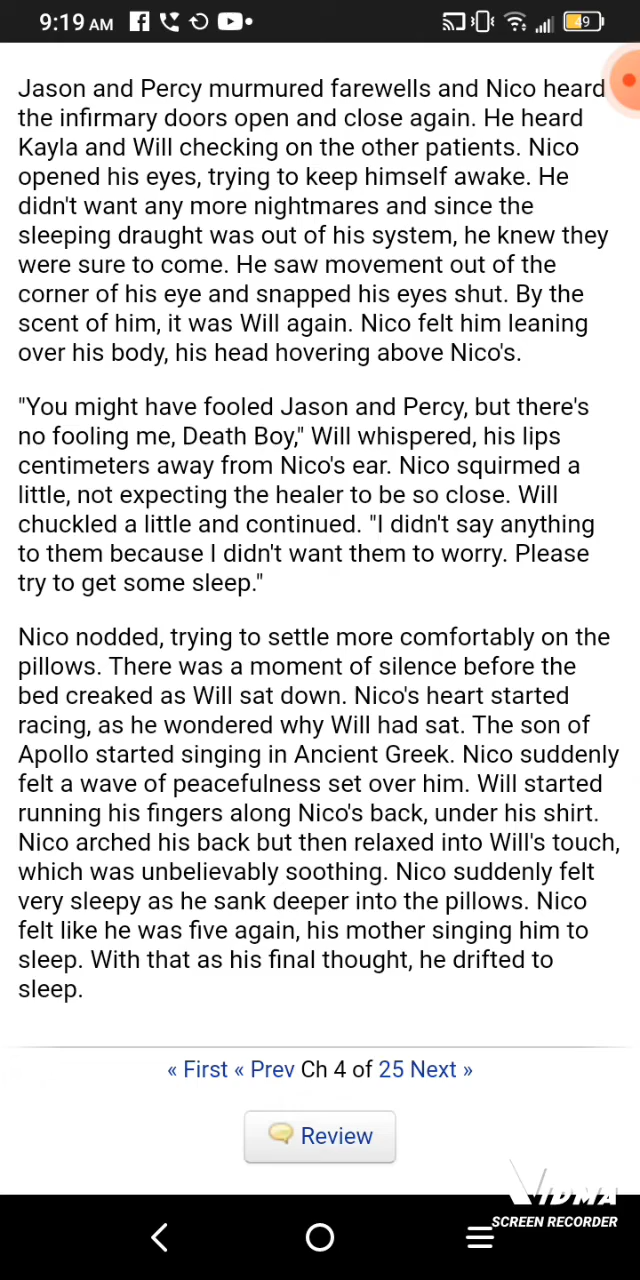 9:19 AM
49
Jason and Percy murmured farewells and Nico heard
the infirmary doors open and close again. He heard
Kayla and Will checking on the other patients. Nico
opened his eyes, trying to keep himself awake. He
didn't want any more nightmares and since the
sleeping draught was out of his system, he knew they
were sure to come. He saw movement out of the
corner of his eye and snapped his eyes shut. By the
scent of him, it was Will again. Nico felt him leaning
over his body, his head hovering above Nico's.
"You might have fooled Jason and Percy, but there's
no fooling me, Death Boy," Will whispered, his lips
centimeters away from Nico's ear. Nico squirmed a
little, not expecting the healer to be so close. Will
chuckled a little and continued. "I didn't say anything
to them because I didn't want them to worry. Please
try to get some sleep."
Nico nodded, trying to settle more comfortably on the
pillows. There was a moment of silence before the
bed creaked as Will sat down. Nico's heart started
racing, as he wondered why Will had sat. The son of
Apollo started singing in Ancient Greek. Nico suddenly
felt a wave of peacefulness set over him. Will started
running his fingers along Nico's back, under his shirt.
Nico arched his back but then relaxed into Will's touch,
which was unbelievably soothing. Nico suddenly felt
very sleepy as he sank deeper into the pillows. Nico
felt like he was five again, his mother singing him to
sleep. With that as his final thought, he drifted to
sleep.
« First « Prev Ch 4 of 25 Next »
Review
VIDMA
SCREEN RECORDER